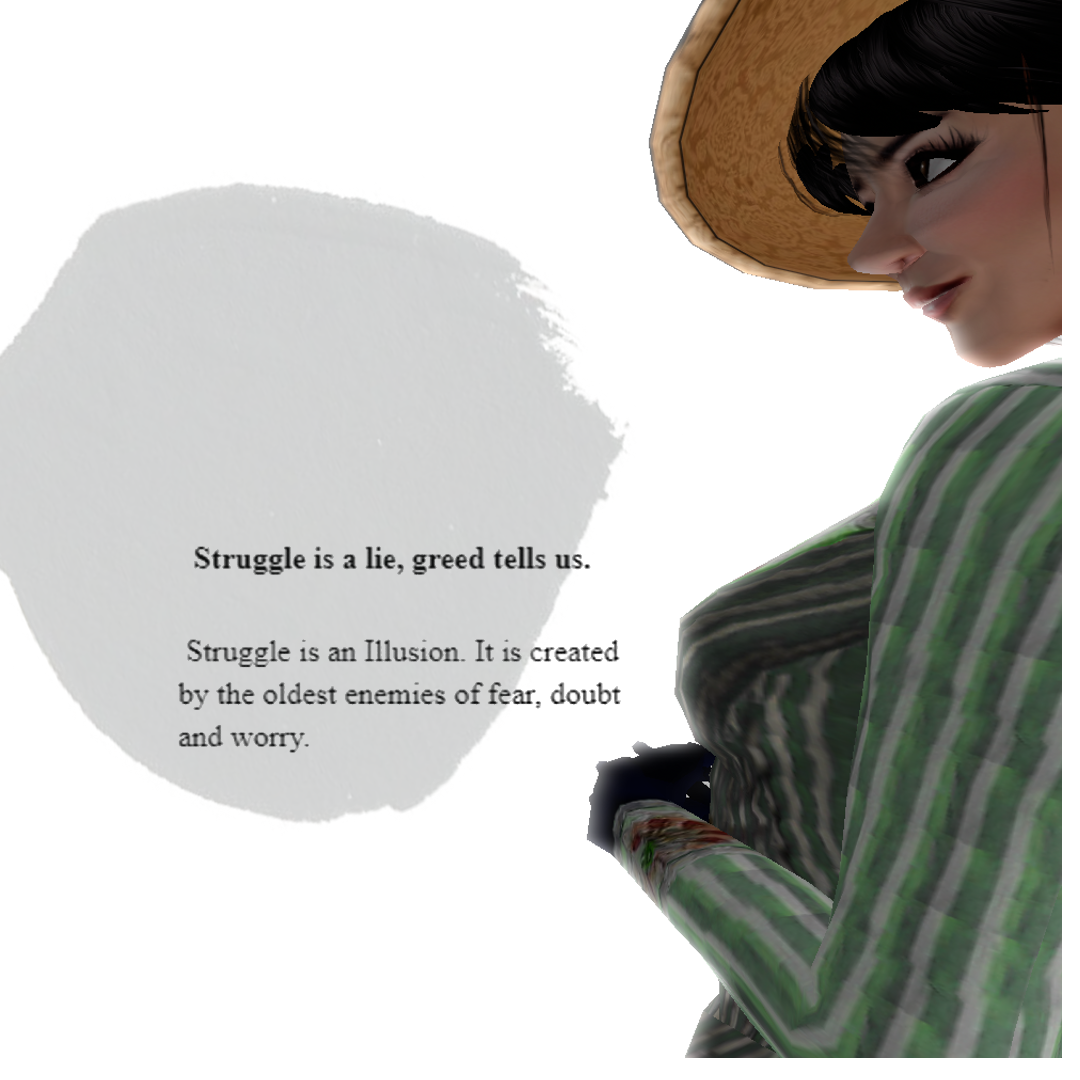 Struggle is a lie, greed tells us.
Struggle is an Illusion. It is created
by the oldest enemies of fear, doubt
and worry.